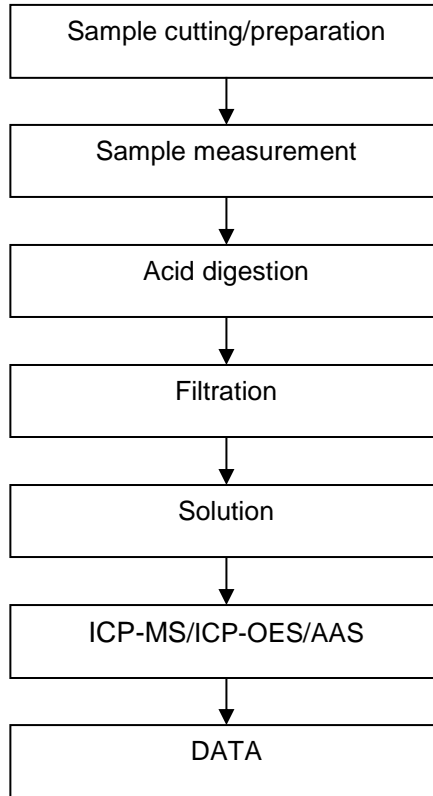 Sample cutting/preparation
Sample measurement
Acid digestion
Filtration
Solution
ICP-MS/ICP-OES/AAS
DATA